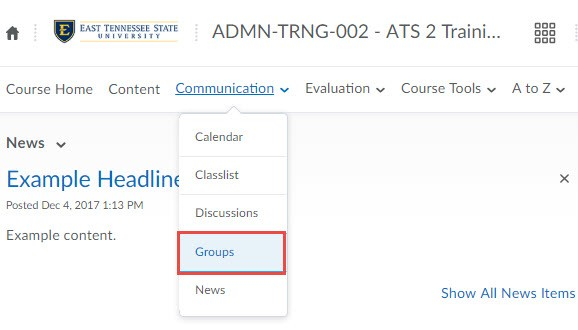 EAST TENNESSEE STATE
UNIVERSITY
ADMN-TRNG-002 - ATS 2 Traini...
Course Home Content Communication Evaluation Course Tools A to Z
News
Example Headline
Posted Dec 4, 2017 1:13 PM
Example content.
Calendar
Classlist
Discussions
Groups
News
Show All News Items